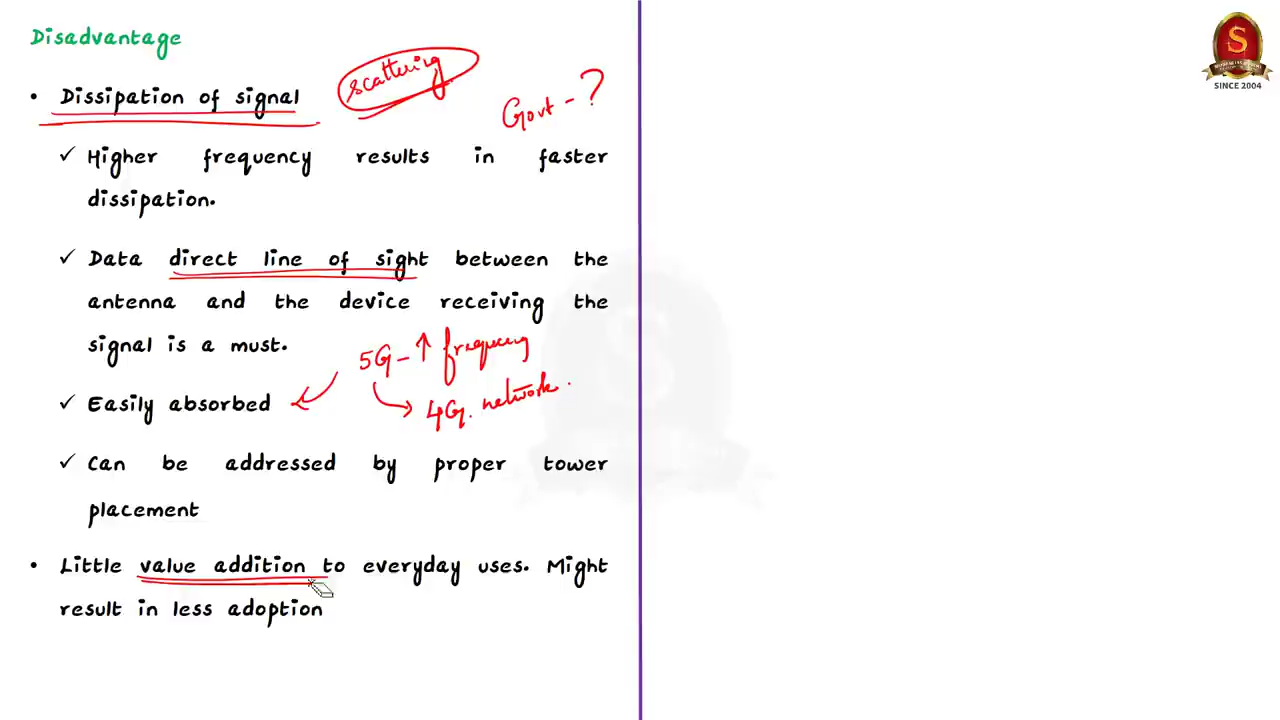 Disadvantage
• Dissipation of signal
scattering
Govt - ?
✓ Higher frequency results in faster
dissipation.
✓ Data direct line of sight between the
antenna and the device receiving the
signal is a must.
5G - ↑ frequency
✓ Easily absorbed
4G. network.
✓ Can be addressed by proper tower
placement
• Little value addition to everyday uses. Might
result in less adoption
S
SINCE 2004